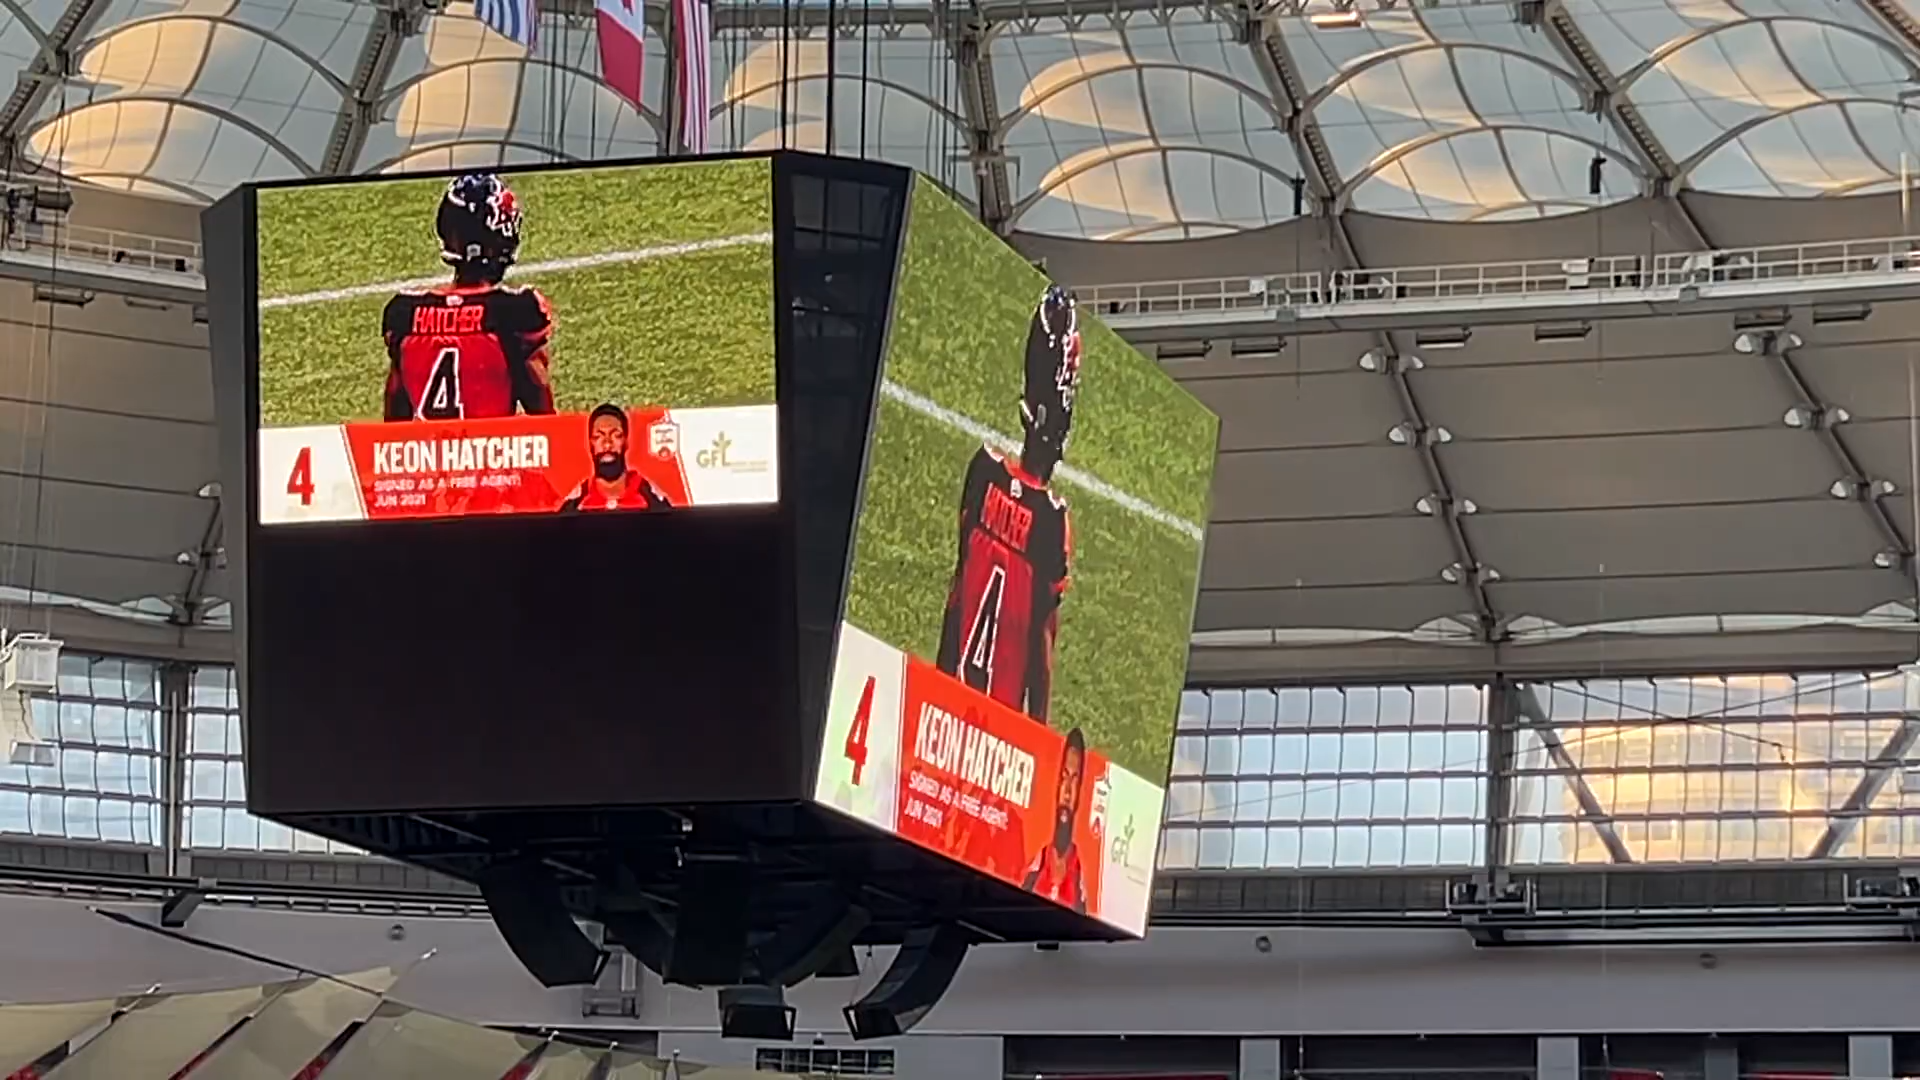 HATCHER
4
4
KEON HATCHER
SIGNED AS A FREE AGENT!
JUN 2021
GFL
HATCHER
4
4
KEON HATCHER
SIGNED AS A FREE AGENT!
JUN 2021
GFL